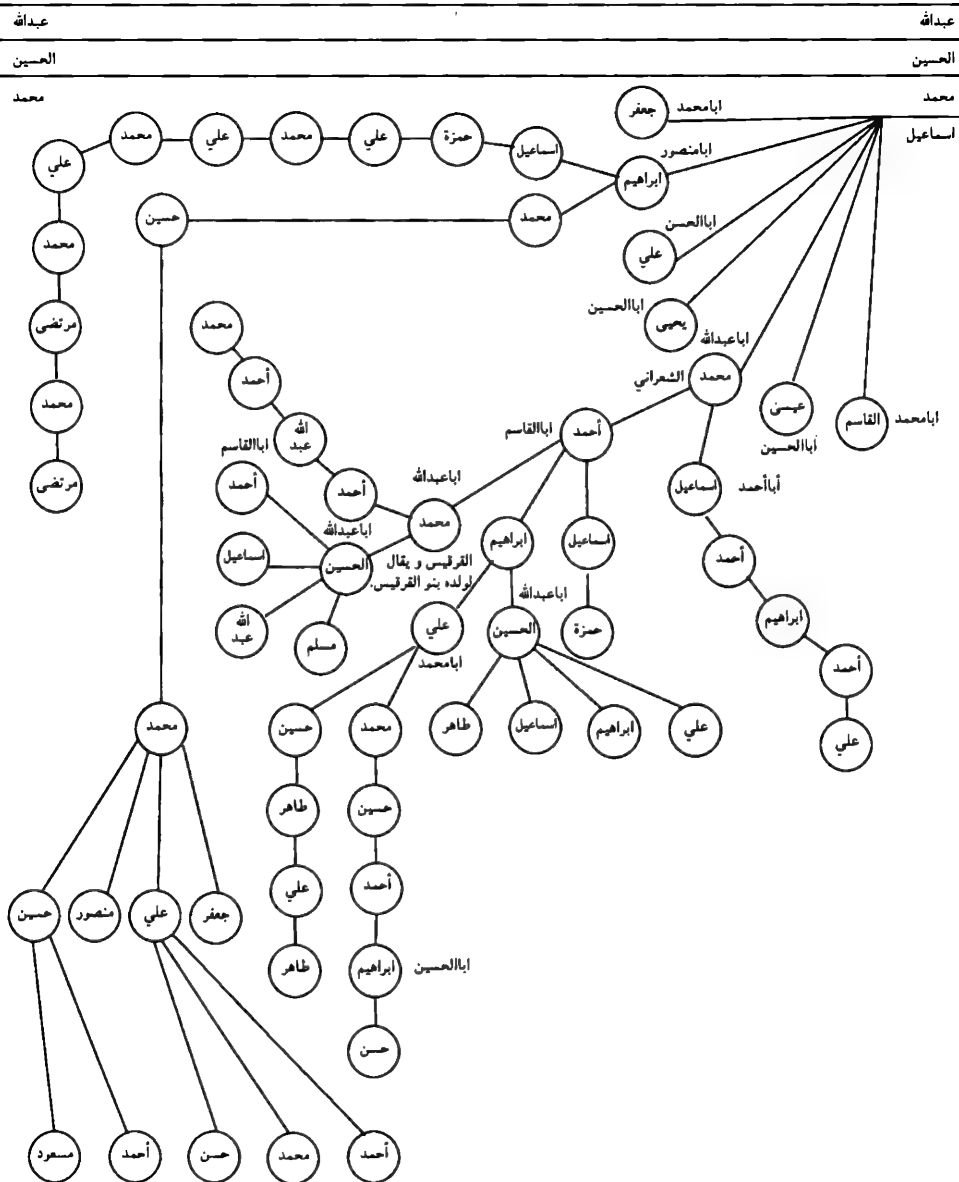 عبدالله عبدالله
الحسين الحسين
محمد محمد
اسماعيل
ابامحمد جعفر
محمد علي محمد علي حمزة اسماعيل
علي
ابامنصور
ابراهيم
حسين محمد
محمد
اباالحسن
علي
مرتضى
محمد
مرتضى
اباالحسين
يحيى
اباعبدالله
محمد الشعراني
عيسى
اباالحسين
ابامحمد القاسم
محمد
أحمد
عبد الله
أحمد
أحمد اباالقاسم
اباعبدالله
محمد
القرقيس و يقال
لولده بنو القرقيس.
اباالقاسم
أحمد
اباعبدالله
الحسين
اسماعيل
عبد الله
مسلم
ابراهيم
اسماعيل
حمزة
أباأحمد اسماعيل
أحمد
ابراهيم
أحمد
علي
اباعبدالله
الحسين
علي
ابامحمد
علي ابراهيم اسماعيل طاهر
محمد حسين
حسين طاهر
أحمد علي
اباالحسين ابراهيم طاهر
حسن
محمد
جعفر علي منصور حسين
أحمد محمد حسن أحمد مسعود